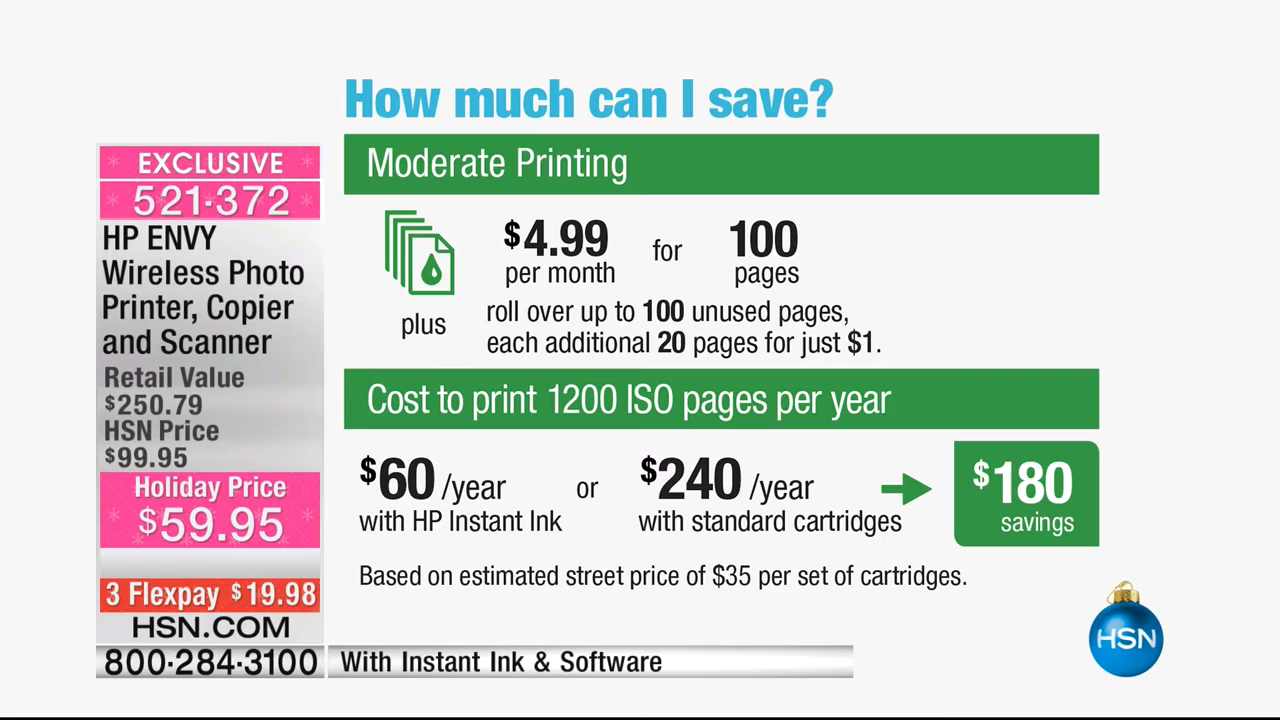 How much can I save?
Moderate Printing
$4.99 for 100
per month pages
plus roll over up to 100 unused pages,
each additional 20 pages for just $1.
Cost to print 1200 ISO pages per year
$60 /year or $240 /year $180
with HP Instant Ink with standard cartridges savings
Based on estimated street price of $35 per set of cartridges.
EXCLUSIVE
521·372
HP ENVY
Wireless Photo
Printer, Copier
and Scanner
Retail Value
$250.79
HSN Price
$99.95
Holiday Price
$59.95
3 Flexpay $19.98
HSN.COM
800·284·3100
With Instant Ink & Software
HSN